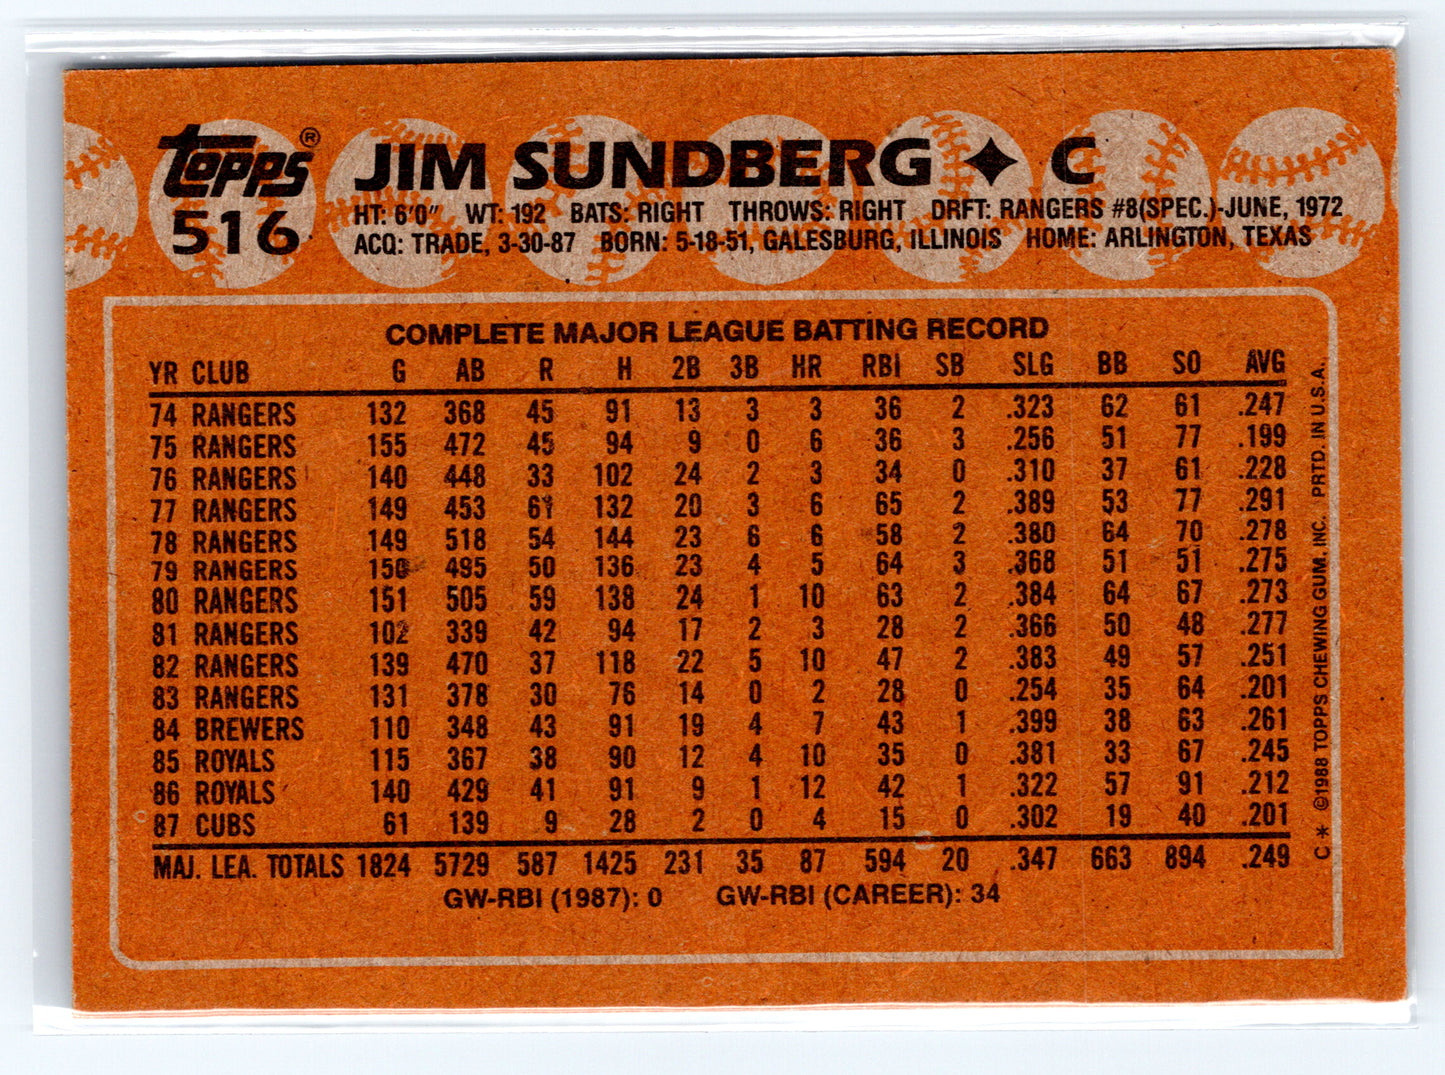 topps®
516
JIM SUNDBERG ✦ C
HT: 6'0" WT: 192 BATS: RIGHT THROWS: RIGHT DRFT: RANGERS #8(SPEC.)-JUNE, 1972
ACQ: TRADE, 3-30-87 BORN: 5-18-51, GALESBURG, ILLINOIS HOME: ARLINGTON, TEXAS
COMPLETE MAJOR LEAGUE BATTING RECORD
YR CLUB G AB R H 2B 3B HR RBI SB SLG BB SO AVG
74 RANGERS 132 368 45 91 13 3 3 36 2 .323 62 61 .247
75 RANGERS 155 472 45 94 9 0 6 36 3 .256 51 77 .199
76 RANGERS 140 448 33 102 24 2 3 34 0 .310 37 61 .228
77 RANGERS 149 453 61 132 20 3 6 65 2 .389 53 77 .291
78 RANGERS 149 518 54 144 23 6 6 58 2 .380 64 70 .278
79 RANGERS 150 495 50 136 23 4 5 64 3 .368 51 51 .275
80 RANGERS 151 505 59 138 24 1 10 63 2 .384 64 67 .273
81 RANGERS 102 339 42 94 17 2 3 28 2 .366 50 48 .277
82 RANGERS 139 470 37 118 22 5 10 47 2 .383 49 57 .251
83 RANGERS 131 378 30 76 14 0 2 28 0 .254 35 64 .201
84 BREWERS 110 348 43 91 19 4 7 43 1 .399 38 63 .261
85 ROYALS 115 367 38 90 12 4 10 35 0 .381 33 67 .245
86 ROYALS 140 429 41 91 9 1 12 42 1 .322 57 91 .212
87 CUBS 61 139 9 28 2 0 4 15 0 .302 19 40 .201
MAJ. LEA. TOTALS 1824 5729 587 1425 231 35 87 594 20 .347 663 894 .249
GW-RBI (1987): 0 GW-RBI (CAREER): 34
C * ©1988 TOPPS CHEWING GUM, INC. PRTD. IN U.S.A.